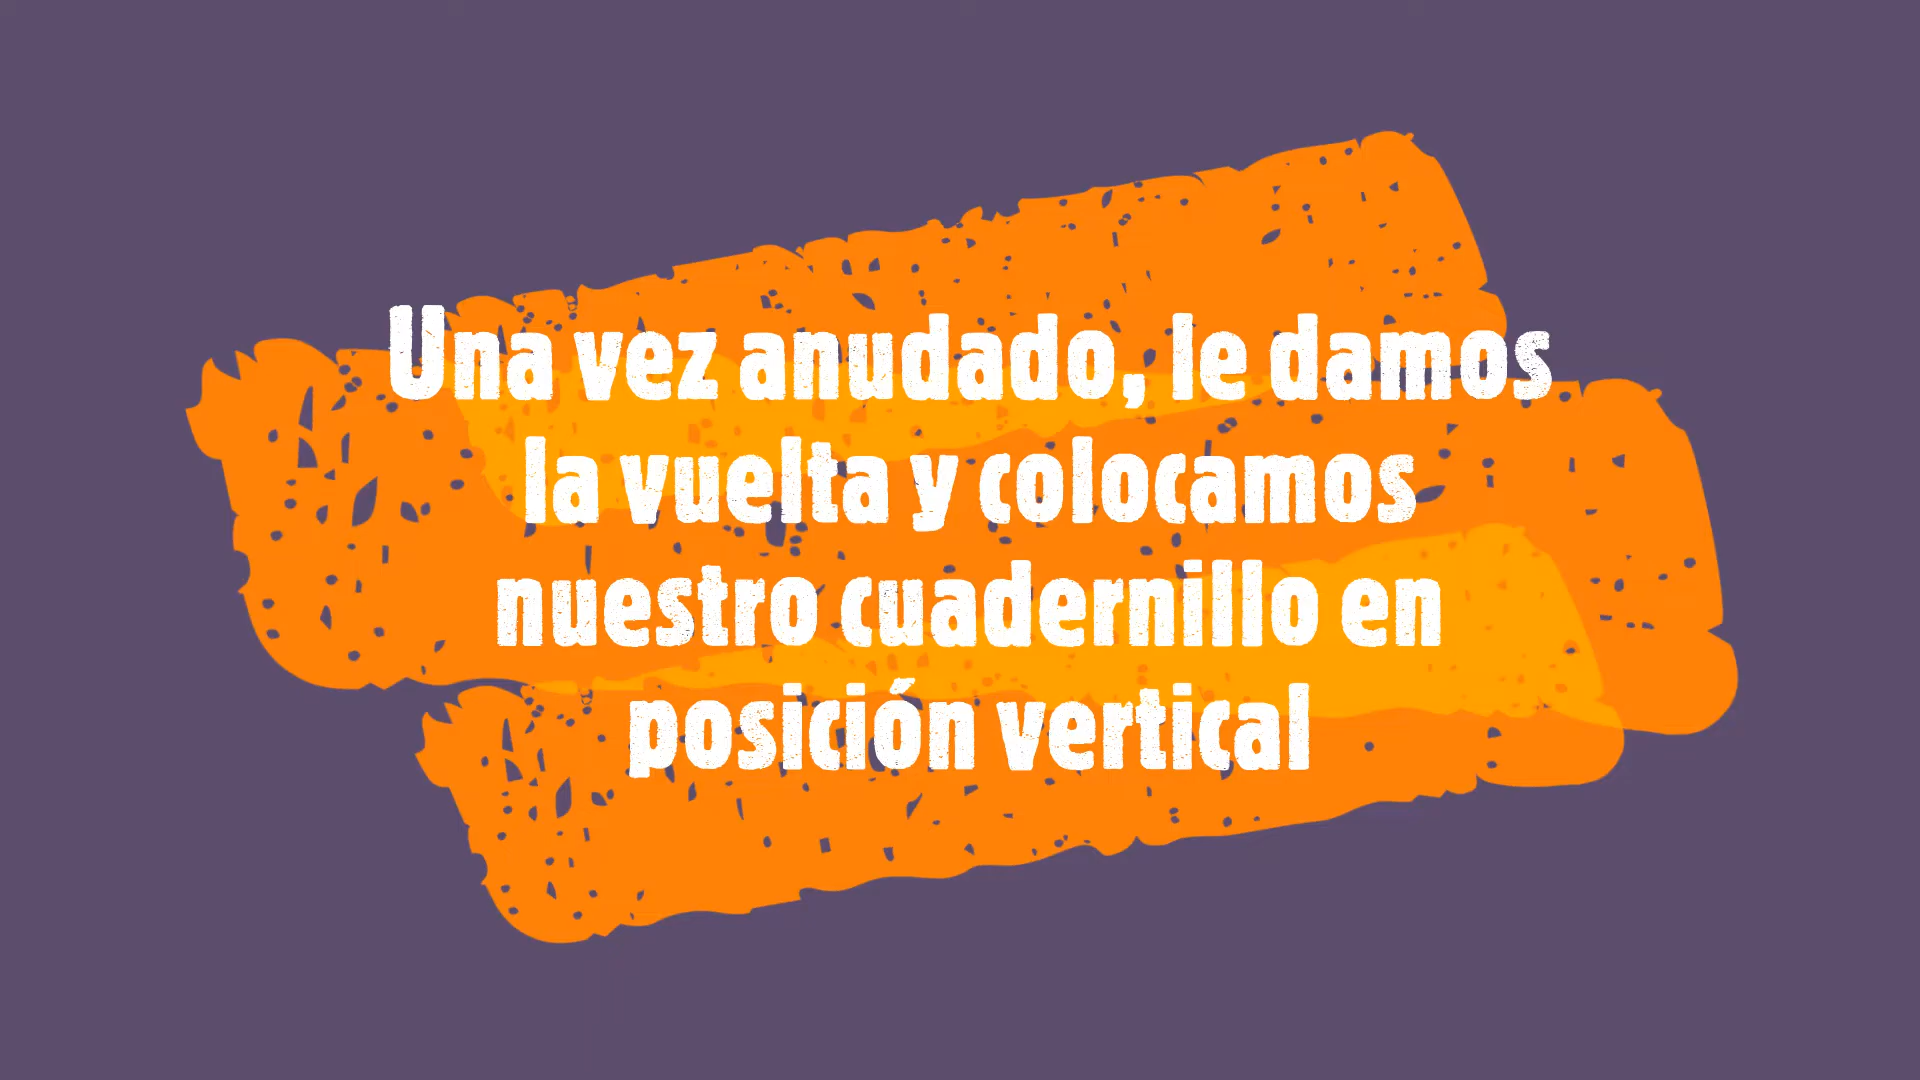 Una vez anudado, le damos
la vuelta y colocamos
nuestro cuadernillo en
posición vertical